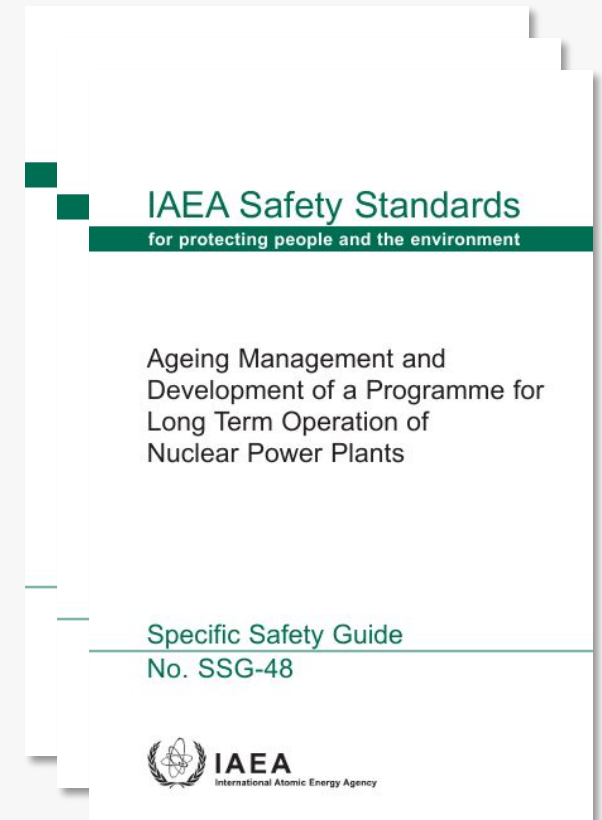 IAEA Safety Standards
for protecting people and the environment
Ageing Management and
Development of a Programme for
Long Term Operation of
Nuclear Power Plants
Specific Safety Guide
No. SSG-48
IAEA
International Atomic Energy Agency